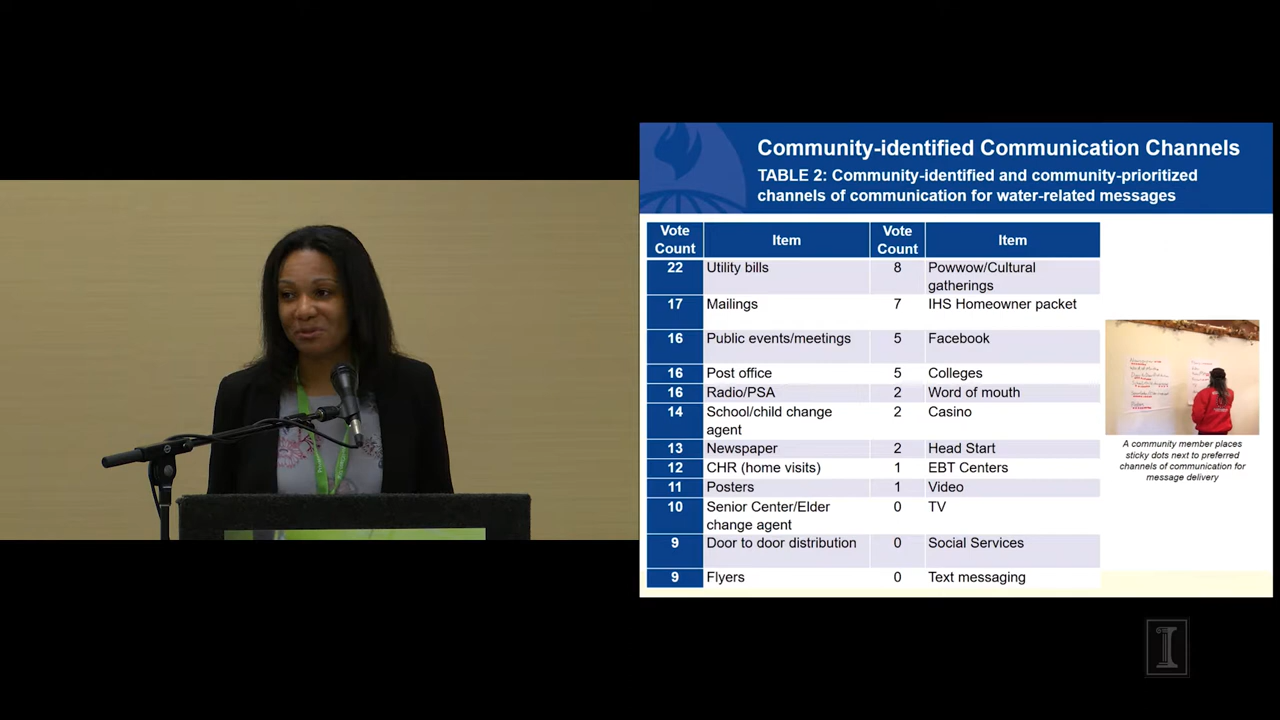 Community-identified Communication Channels
TABLE 2: Community-identified and community-prioritized
channels of communication for water-related messages
Vote Count Item Vote Count Item
22 Utility bills 8 Powwow/Cultural gatherings
17 Mailings 7 IHS Homeowner packet
16 Public events/meetings 5 Facebook
16 Post office 5 Colleges
16 Radio/PSA 2 Word of mouth
14 School/child change agent 2 Casino
13 Newspaper 2 Head Start
12 CHR (home visits) 1 EBT Centers
11 Posters 1 Video
10 Senior Center/Elder change agent 0 TV
9 Door to door distribution 0 Social Services
9 Flyers 0 Text messaging
A community member places
sticky dots next to preferred
channels of communication for
message delivery
I